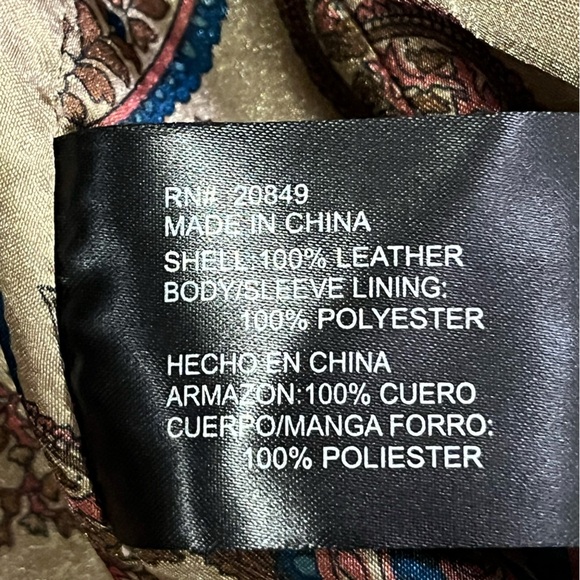 RN# 20849
MADE IN CHINA
SHELL:100% LEATHER
BODY/SLEEVE LINING:
100% POLYESTER
HECHO EN CHINA
ARMAZON:100% CUERO
CUERPO/MANGA FORRO:
100% POLIESTER